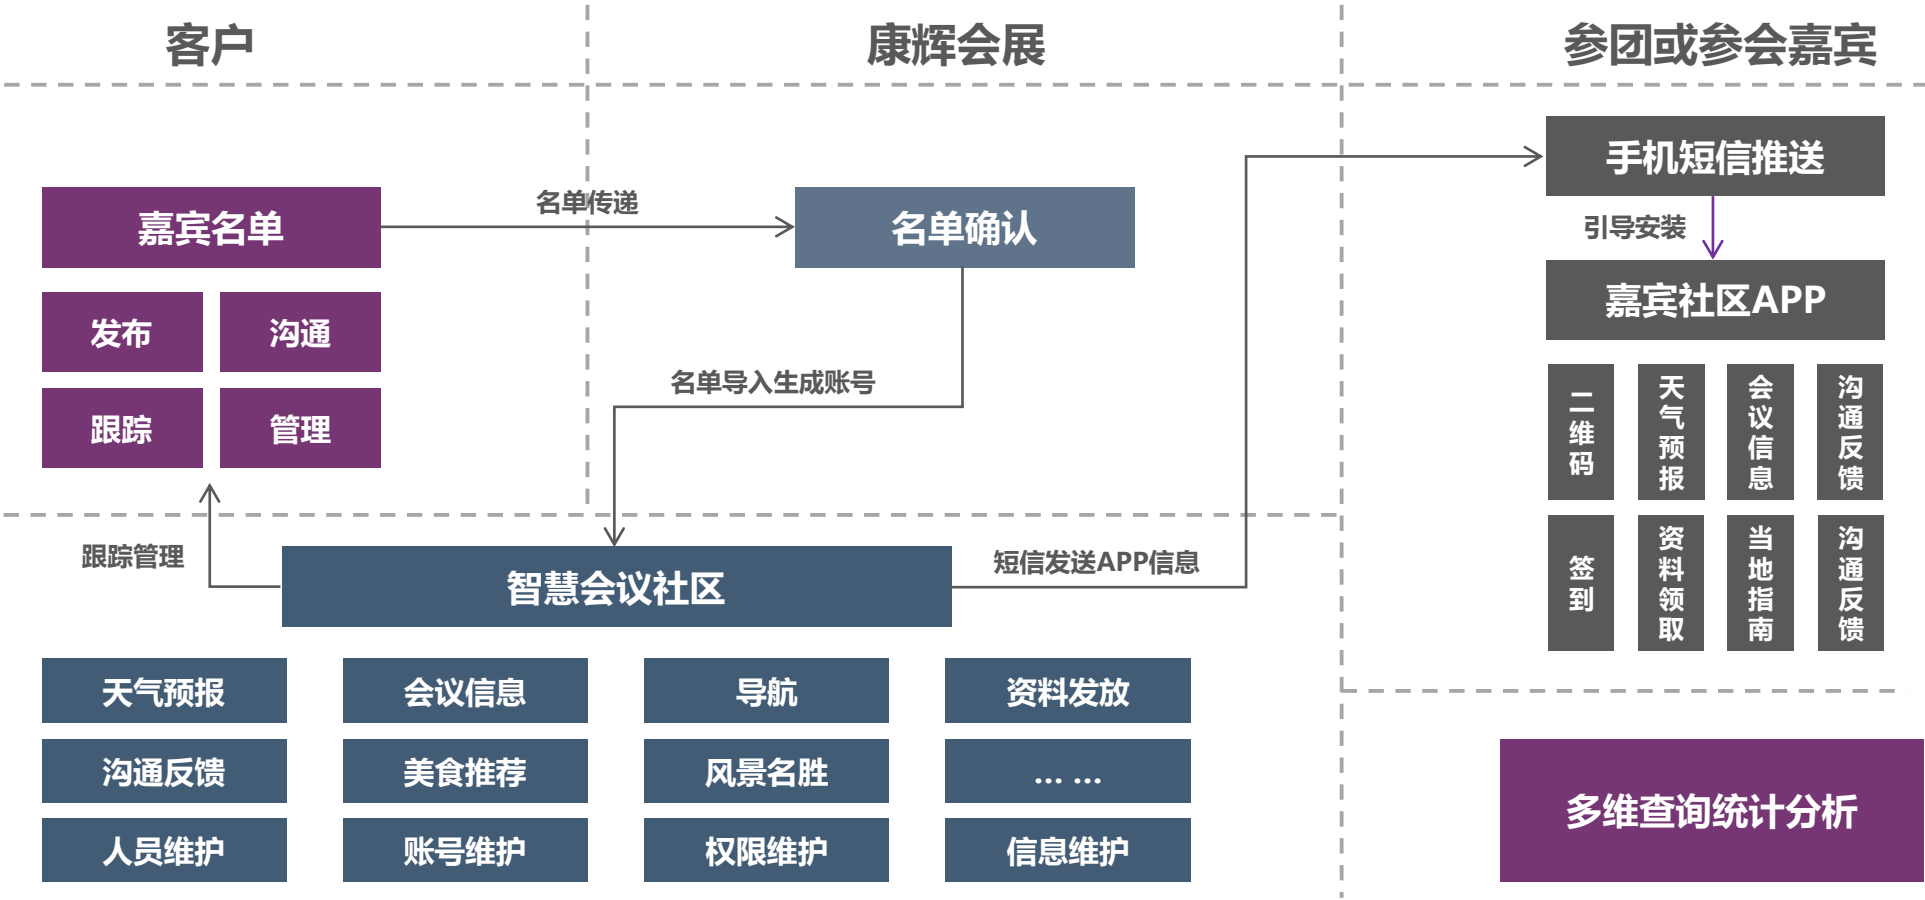 客户
康辉会展
参团或参会嘉宾
嘉宾名单
名单传递
名单确认
发布
沟通
跟踪
管理
名单导入生成账号
跟踪管理
智慧会议社区
短信发送APP信息
天气预报
会议信息
导航
资料发放
沟通反馈
美食推荐
风景名胜
... ...
人员维护
账号维护
权限维护
信息维护
手机短信推送
引导安装
嘉宾社区APP
二维码
天气预报
会议信息
沟通反馈
签到
资料领取
当地指南
沟通反馈
多维查询统计分析